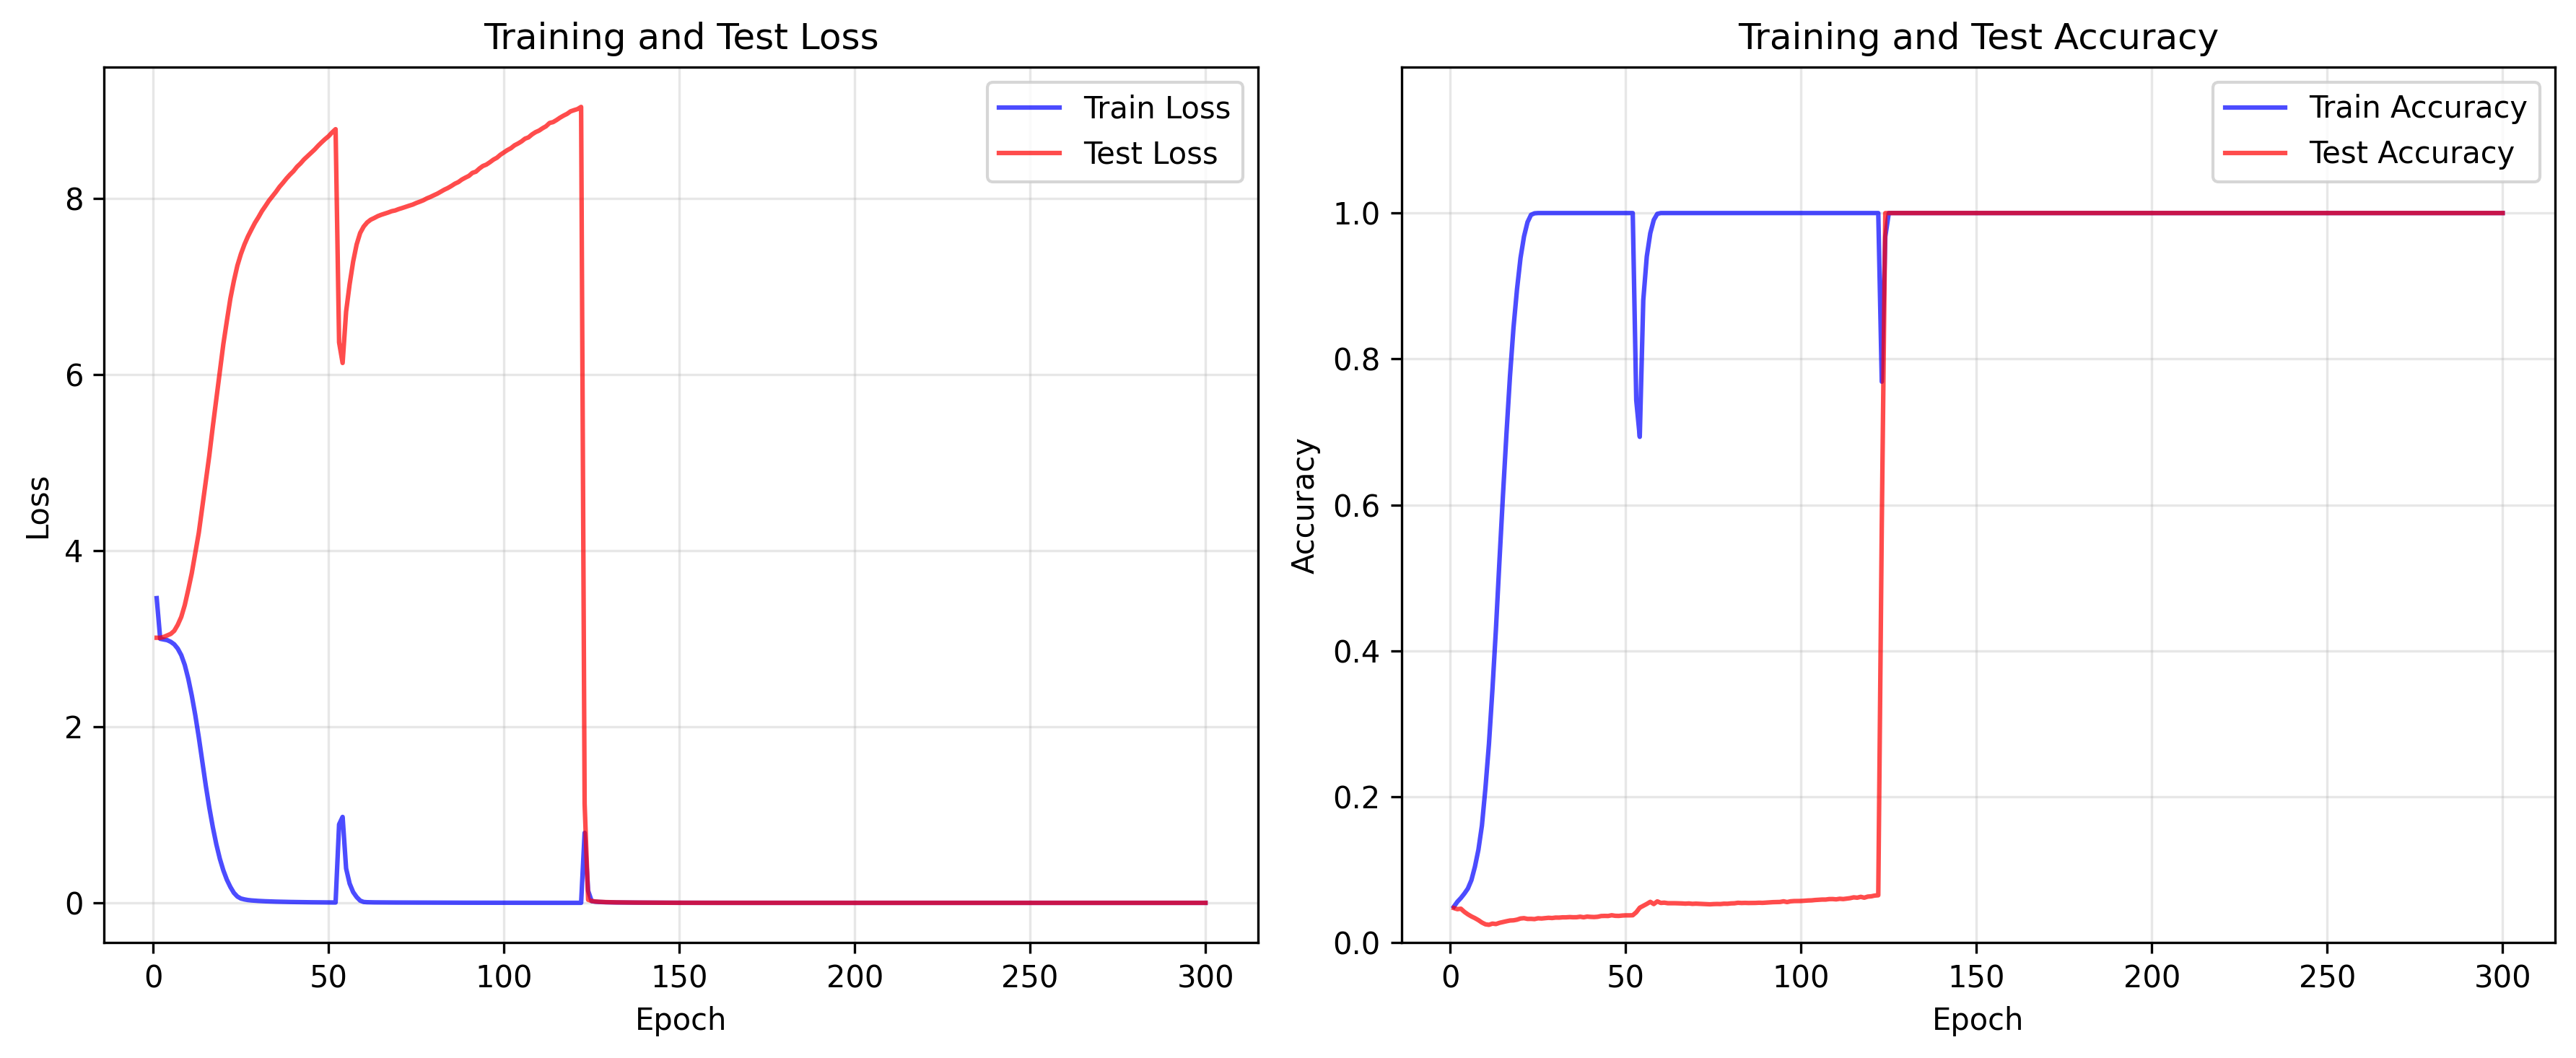 Training and Test Loss
Train Loss
Test Loss
Loss
8
6
4
2
0
0 50 100 150 200 250 300
Epoch
Training and Test Accuracy
Train Accuracy
Test Accuracy
Accuracy
1.0
0.8
0.6
0.4
0.2
0.0
0 50 100 150 200 250 300
Epoch